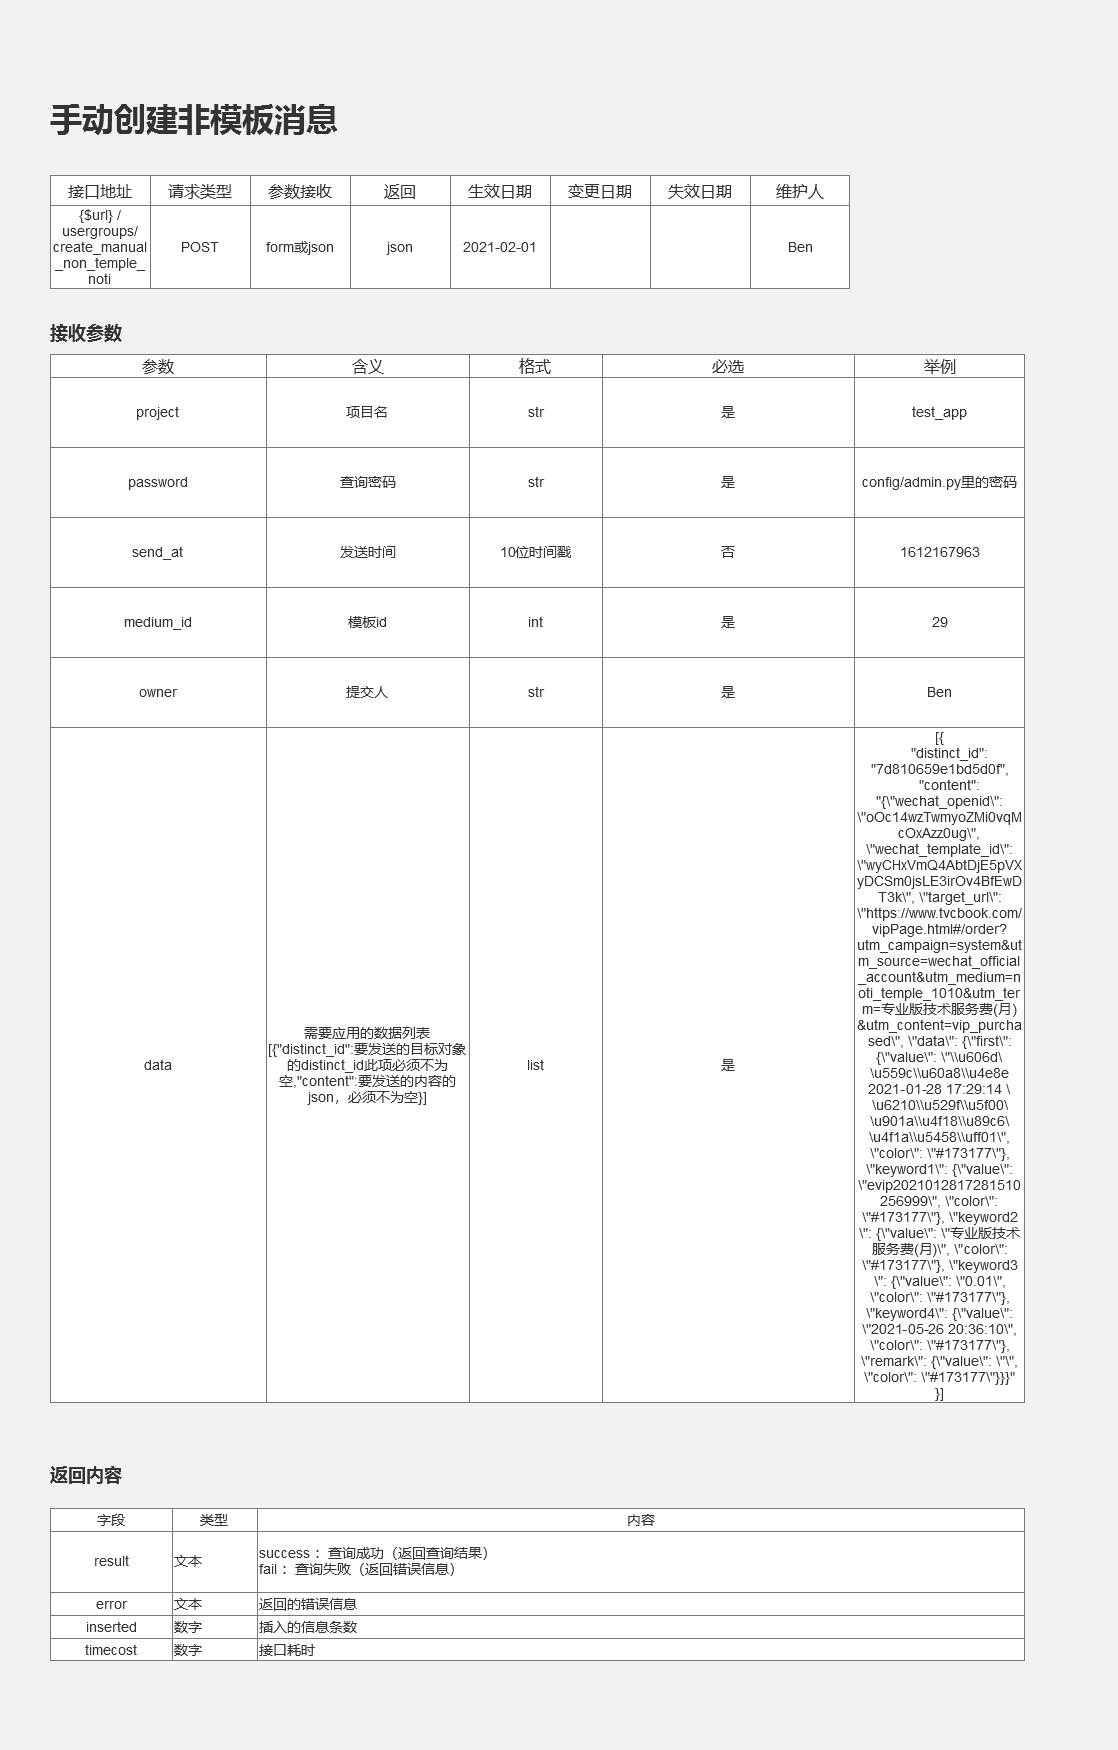 手动创建非模板消息
接口地址 请求类型 参数接收 返回 生效日期 变更日期 失效日期 维护人
{$url} /
usergroups/
create_manual
_non_temple_
noti
POST
form或json
json
2021-02-01
Ben
接收参数
参数 含义 格式 必选 举例
project 项目名 str 是 test_app
password 查询密码 str 是 config/admin.py里的密码
send_at 发送时间 10位时间戳 否 1612167963
medium_id 模板id int 是 29
owner 提交人 str 是 Ben
data
需要应用的数据列表
[{"distinct_id":要发送的目标对象
的distinct_id此项必须不为
空,"content":要发送的内容的
json，必须不为空}]
list
是
[{
"distinct_id":
"7d810659e1bd5d0f",
"content":
"{\"wechat_openid\":
\"oOc14wzTwmyoZMi0vqM
cOxAzz0ug\",
\"wechat_template_id\":
\"wyCHxVmQ4AbtDjE5pVX
yDCSm0jsLE3irOv4BfEwD
T3k\", \"target_url\":
\"https://www.tvcbook.com/
vipPage.html#/order?
utm_campaign=system&ut
m_source=wechat_official
_account&utm_medium=n
oti_temple_1010&utm_ter
m=专业版技术服务费(月)
&utm_content=vip_purcha
sed\", \"data\": {\"first\":
{\"value\": \"\\u606d\
\u559c\\u60a8\\u4e8e
2021-01-28 17:29:14 \
\u6210\\u529f\\u5f00\
\u901a\\u4f18\\u89c6\
\u4f1a\\u5458\\uff01\",
\"color\": \"#173177\"},
\"keyword1\": {\"value\":
\"evip2021012817281510
256999\", \"color\":
\"#173177\"}, \"keyword2
\": {\"value\": \"专业版技术
服务费(月)\", \"color\":
\"#173177\"}, \"keyword3
\": {\"value\": \"0.01\",
\"color\": \"#173177\"},
\"keyword4\": {\"value\":
\"2021-05-26 20:36:10\",
\"color\": \"#173177\"},
\"remark\": {\"value\": \"\",
\"color\": \"#173177\"}}}"
}]
返回内容
字段 类型 内容
result 文本
success： 查询成功（返回查询结果）
fail： 查询失败（返回错误信息）
error 文本 返回的错误信息
inserted 数字 插入的信息条数
timecost 数字 接口耗时